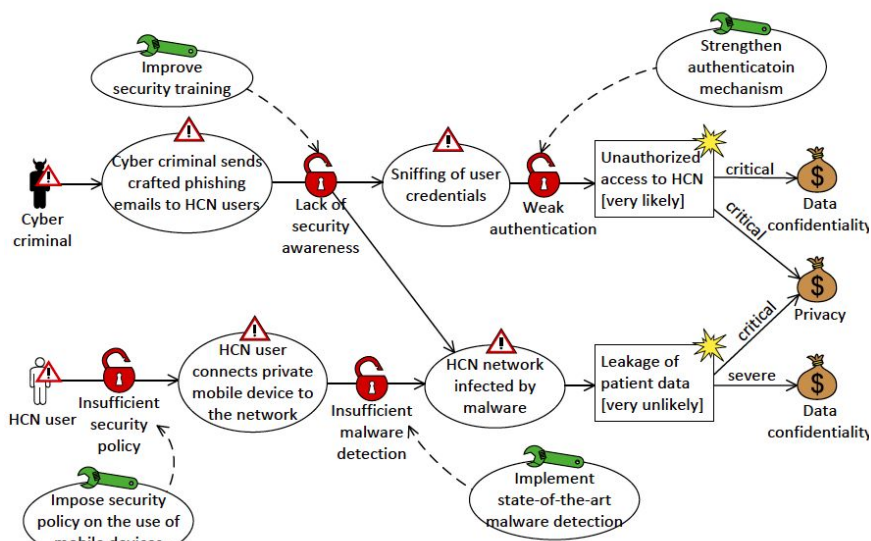 Improve
security training
Strengthen
authenticatoin
mechanism
Cyber criminal sends
crafted phishing
emails to HCN users
Sniffing of user
credentials
Unauthorized
access to HCN
[very likely]
critical
Cyber
criminal
Lack of
security
awareness
Weak
authentication
Data
confidentiality
critical
Privacy
critical
HCN user
connects private
mobile device to
the network
HCN network
infected by
malware
Leakage of
patient data
[very unlikely]
severe
HCN user
Insufficient
security
policy
Insufficient
malware
detection
Data
confidentiality
Impose security
policy on the use of
mobile devices
Implement
state-of-the-art
malware detection